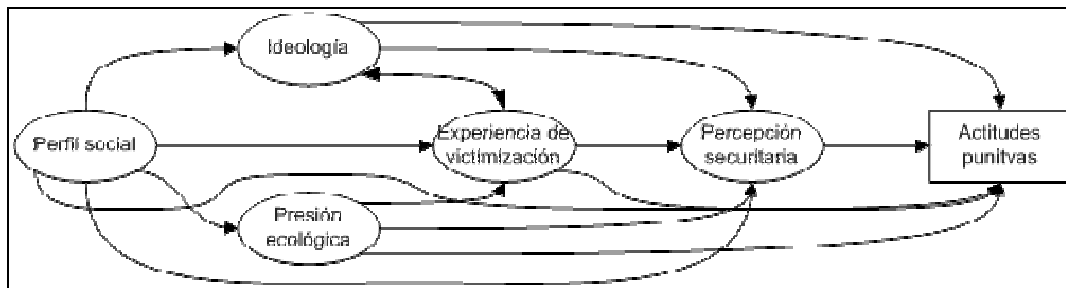 Ideología
Perfil social
Experiencia de
victimización
Percepción
securitaria
Actitudes
punitvas
Presión
ecológica